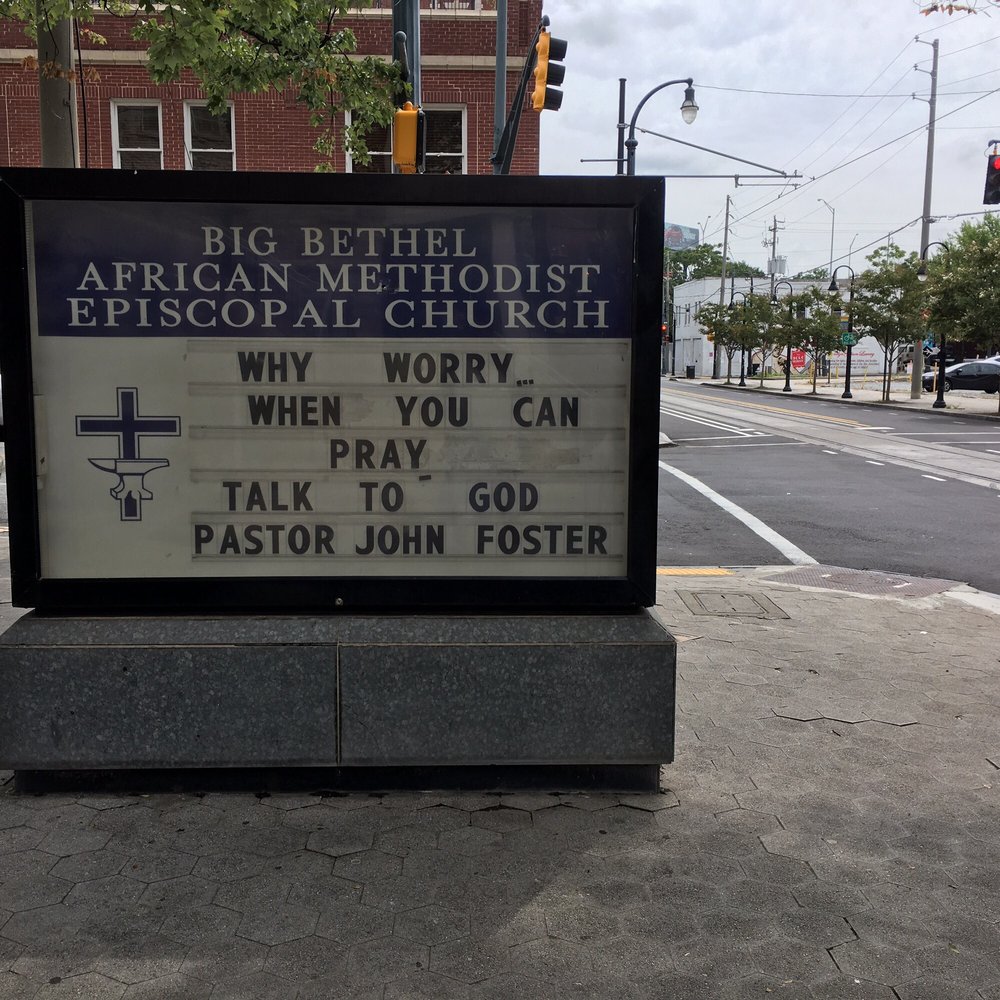 BIG BETHEL
AFRICAN METHODIST
EPISCOPAL CHURCH
WHY WORRY...
WHEN YOU CAN
PRAY
TALK TO GOD
PASTOR JOHN FOSTER